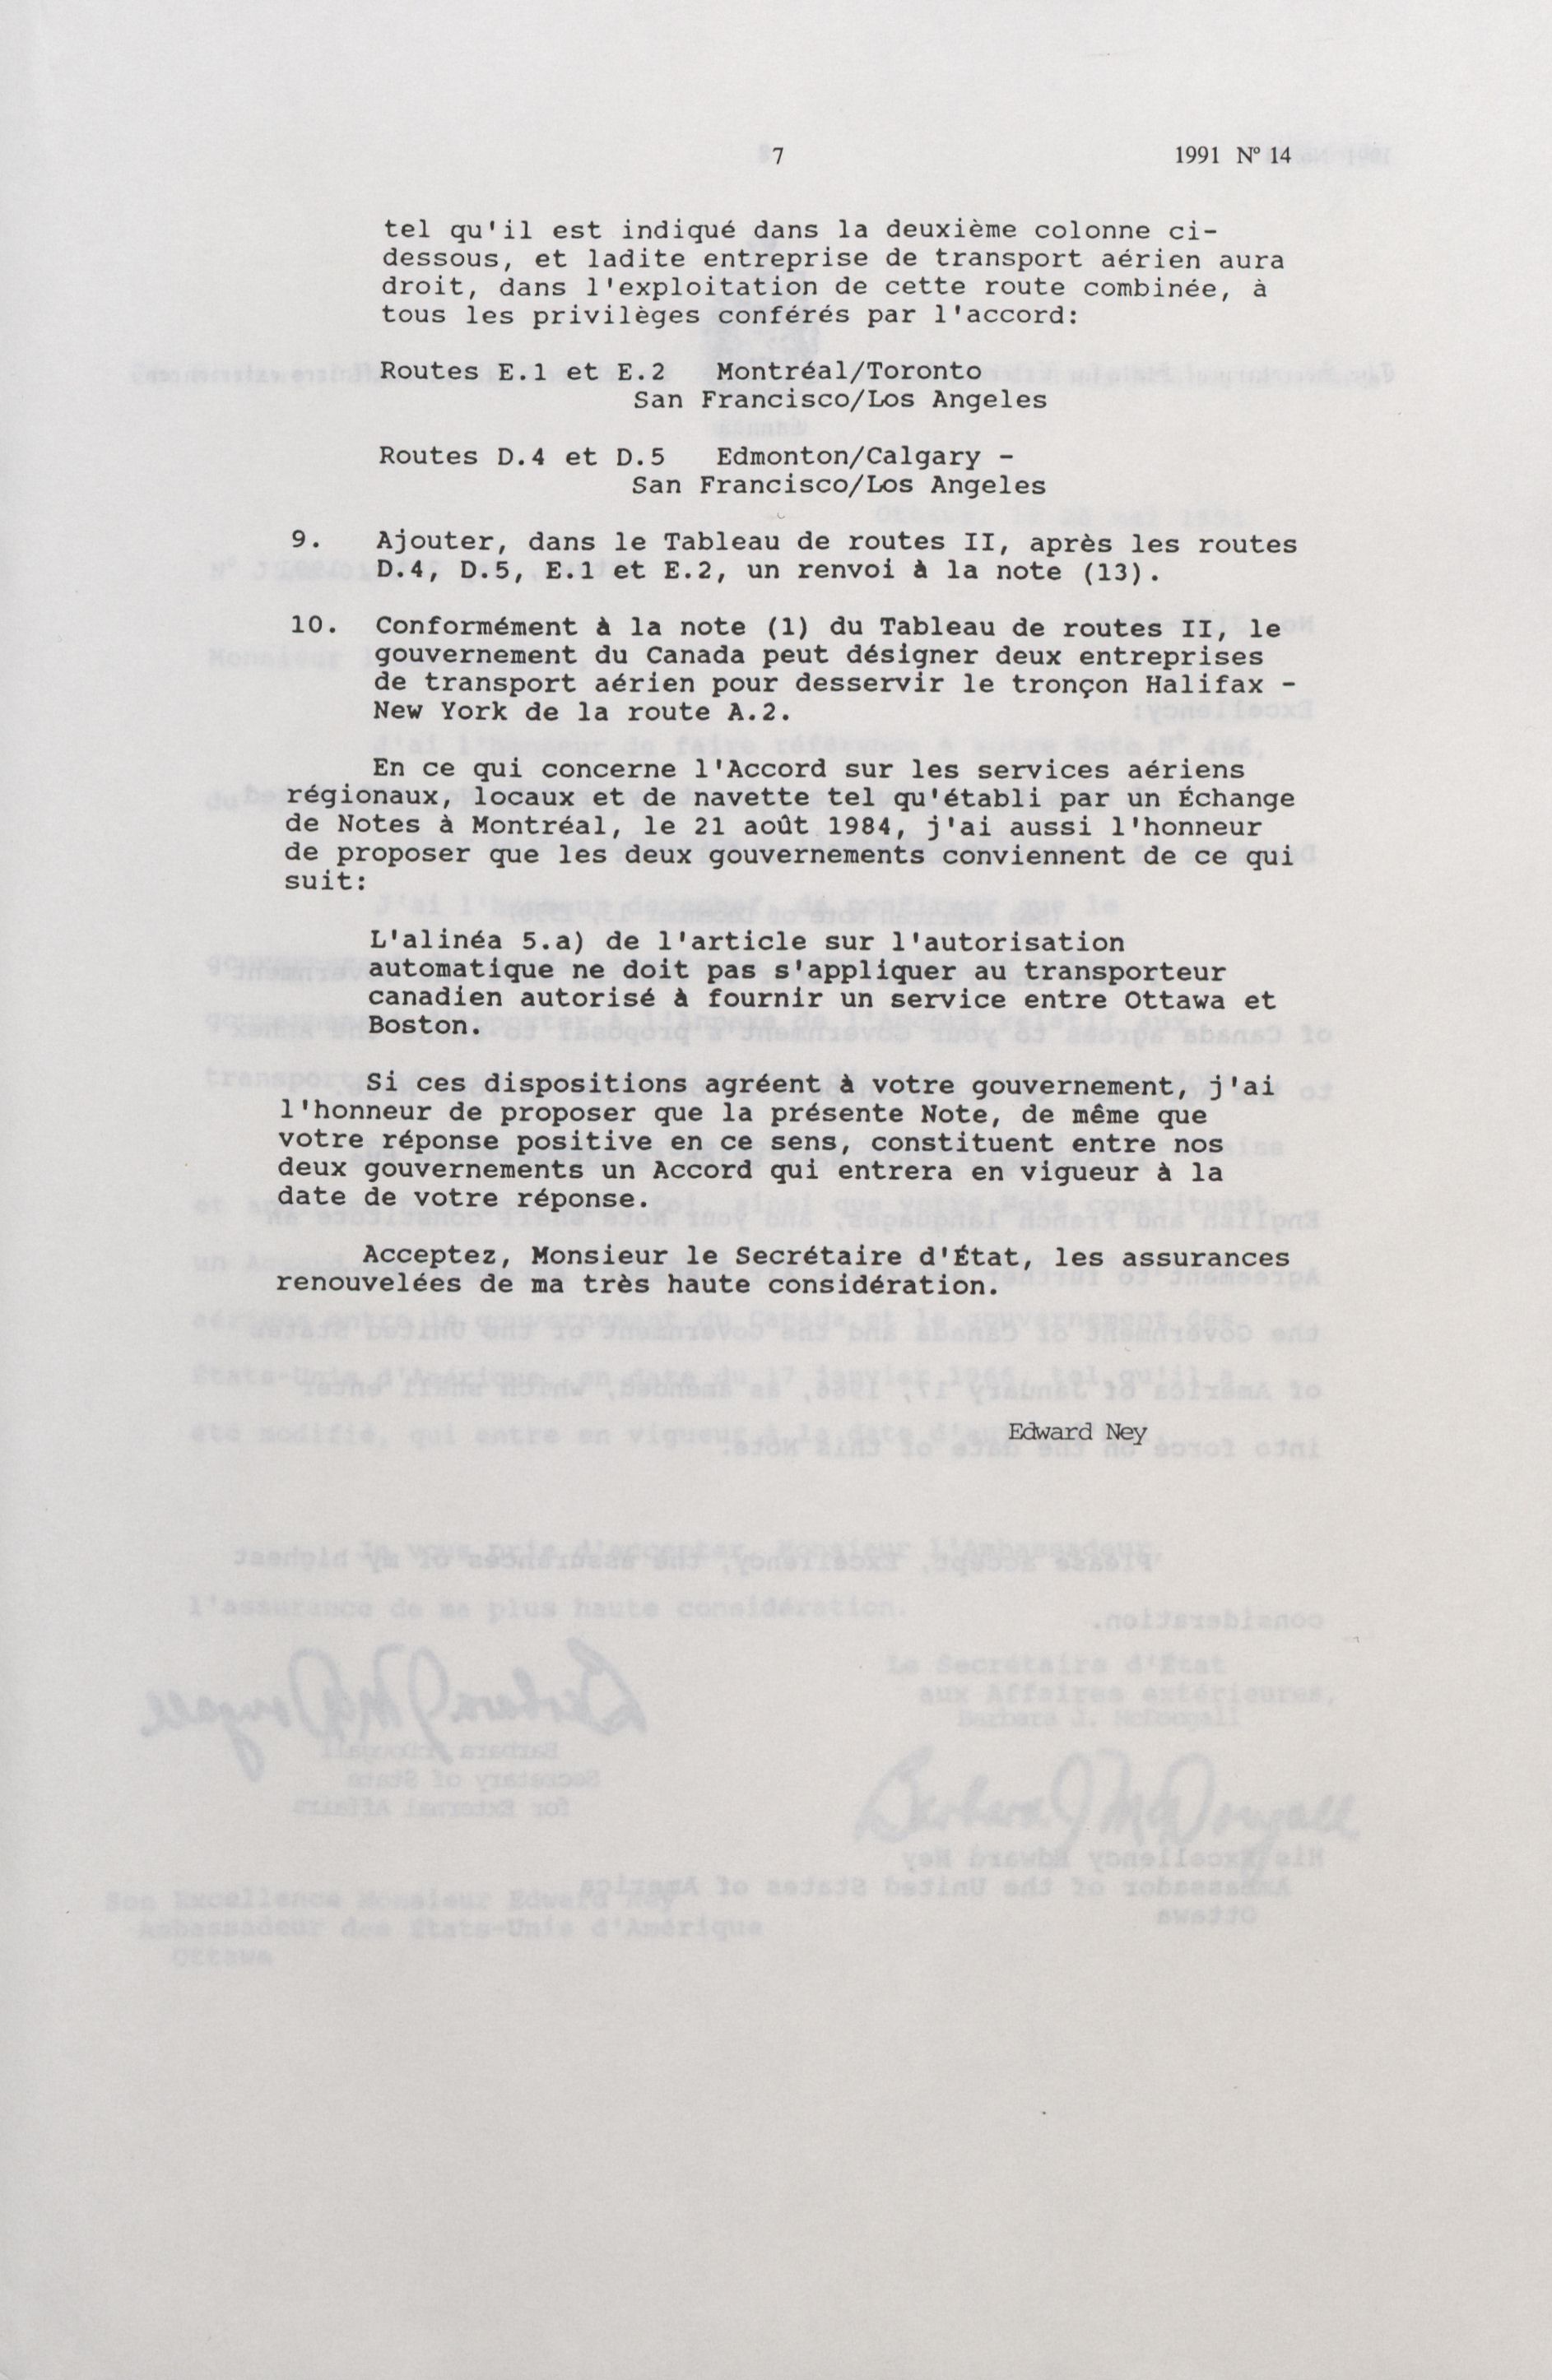 7
1991 Nº 14
tel qu'il est indiqué dans la deuxième colonne ci-
dessous, et ladite entreprise de transport aérien aura
droit, dans l'exploitation de cette route combinée, à
tous les privilèges conférés par l'accord:
Routes E.1 et E.2 Montréal/Toronto
San Francisco/Los Angeles
Routes D.4 et D.5 Edmonton/Calgary -
San Francisco/Los Angeles
9. Ajouter, dans le Tableau de routes II, après les routes
D.4, D.5, E.1 et E.2, un renvoi à la note (13).
10. Conformément à la note (1) du Tableau de routes II, le
gouvernement du Canada peut désigner deux entreprises
de transport aérien pour desservir le tronçon Halifax -
New York de la route A.2.
En ce qui concerne l'Accord sur les services aériens
régionaux, locaux et de navette tel qu'établi par un Échange
de Notes à Montréal, le 21 août 1984, j'ai aussi l'honneur
de proposer que les deux gouvernements conviennent de ce qui
suit:
L'alinéa 5.a) de l'article sur l'autorisation
automatique ne doit pas s'appliquer au transporteur
canadien autorisé à fournir un service entre Ottawa et
Boston.
Si ces dispositions agréent à votre gouvernement, j'ai
l'honneur de proposer que la présente Note, de même que
votre réponse positive en ce sens, constituent entre nos
deux gouvernements un Accord qui entrera en vigueur à la
date de votre réponse.
Acceptez, Monsieur le Secrétaire d'État, les assurances
renouvelées de ma très haute considération.
Edward Ney